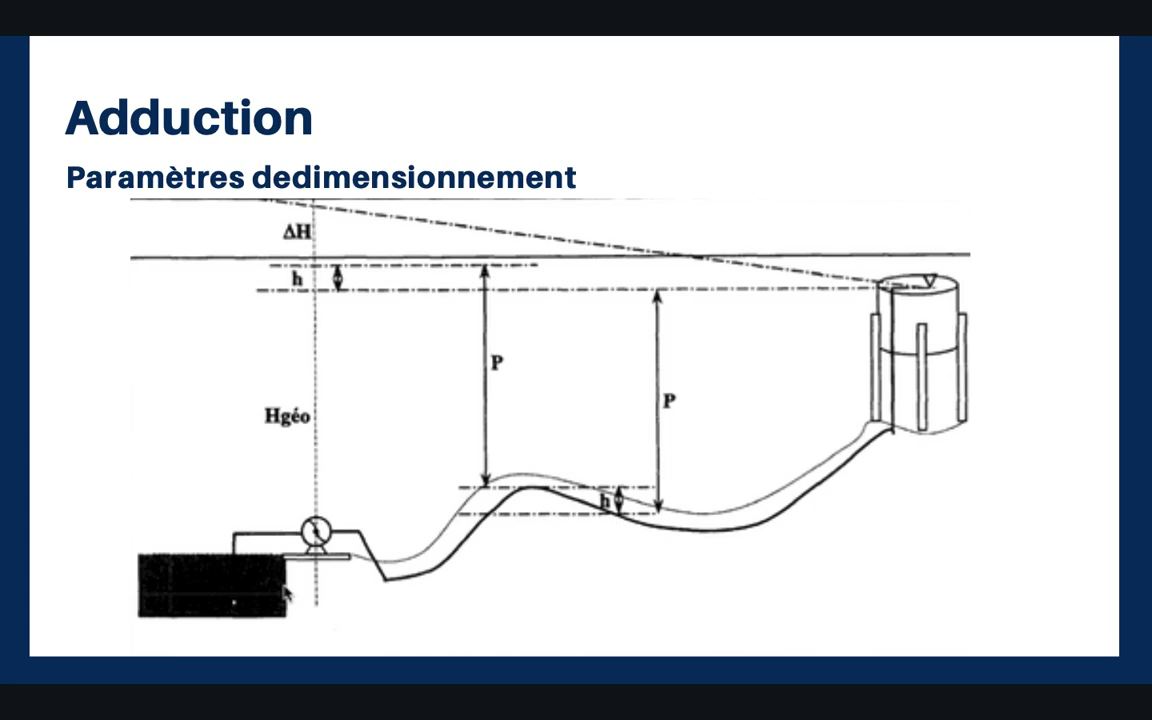 Adduction
Paramètres dedimensionnement
ΔH
h
P
P
Hgéo
h